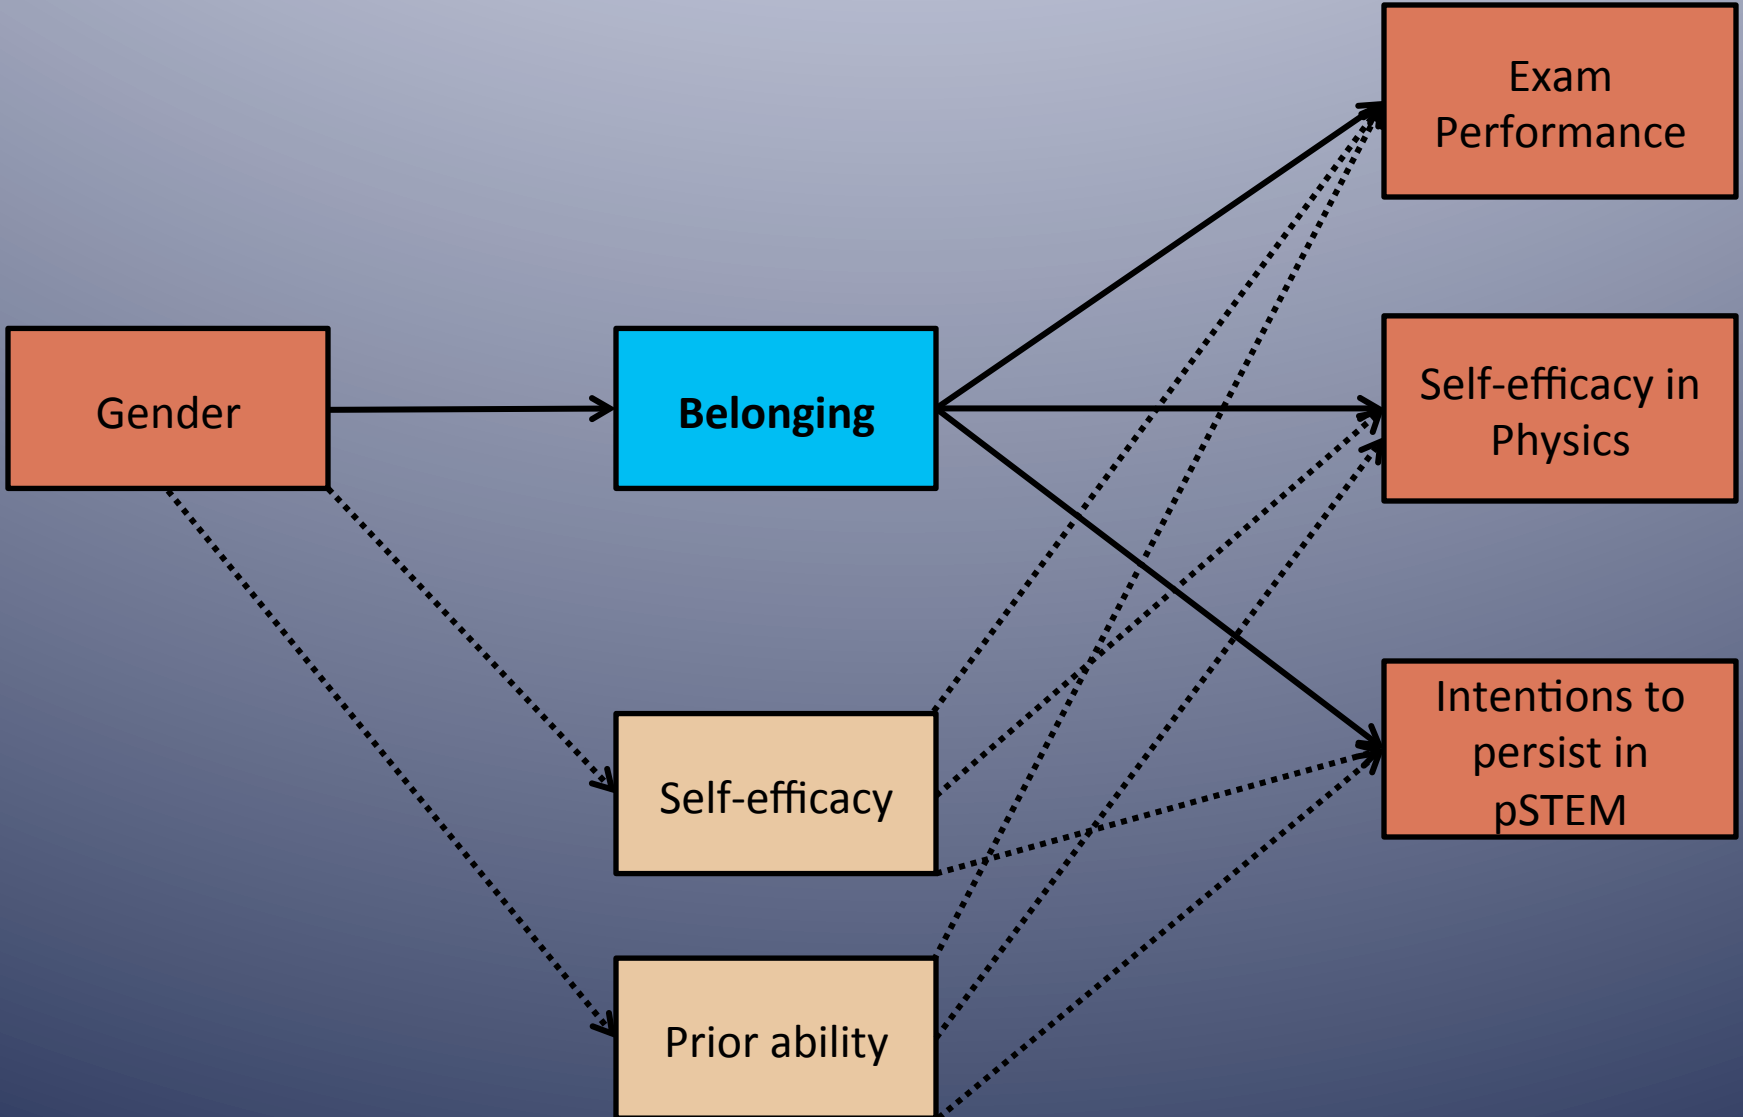 Exam
Performance
Gender
Belonging
Self-efficacy in
Physics
Self-efficacy
Intentions to
persist in
pSTEM
Prior ability